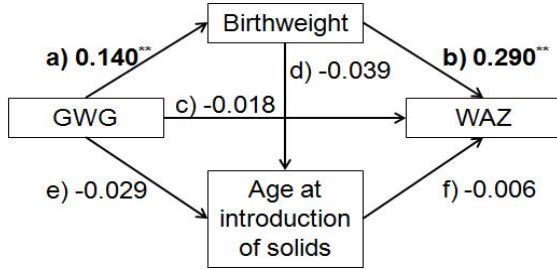 Birthweight
a) 0.140**
b) 0.290**
d) -0.039
c) -0.018
GWG
WAZ
e) -0.029
Age at
introduction
of solids
f) -0.006